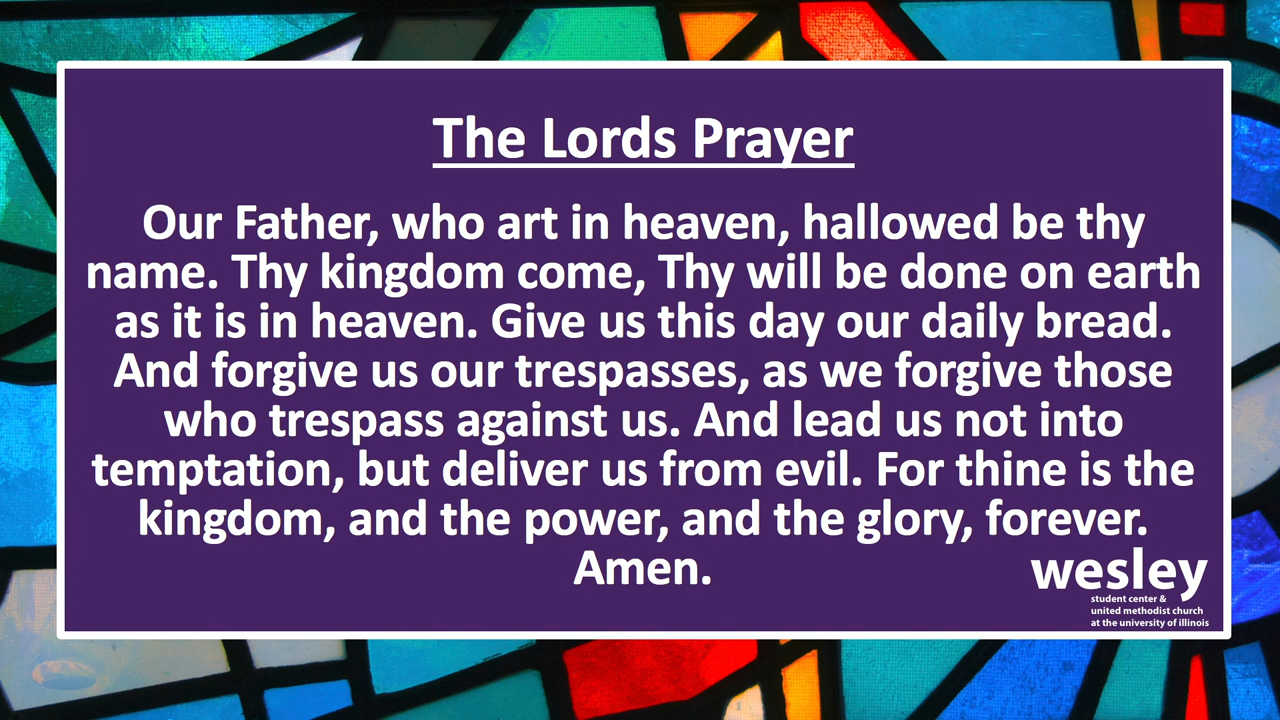 The Lords Prayer
Our Father, who art in heaven, hallowed be thy
name. Thy kingdom come, Thy will be done on earth
as it is in heaven. Give us this day our daily bread.
And forgive us our trespasses, as we forgive those
who trespass against us. And lead us not into
temptation, but deliver us from evil. For thine is the
kingdom, and the power, and the glory, forever.
Amen.
wesley
student center &
united methodist church
at the university of illinois